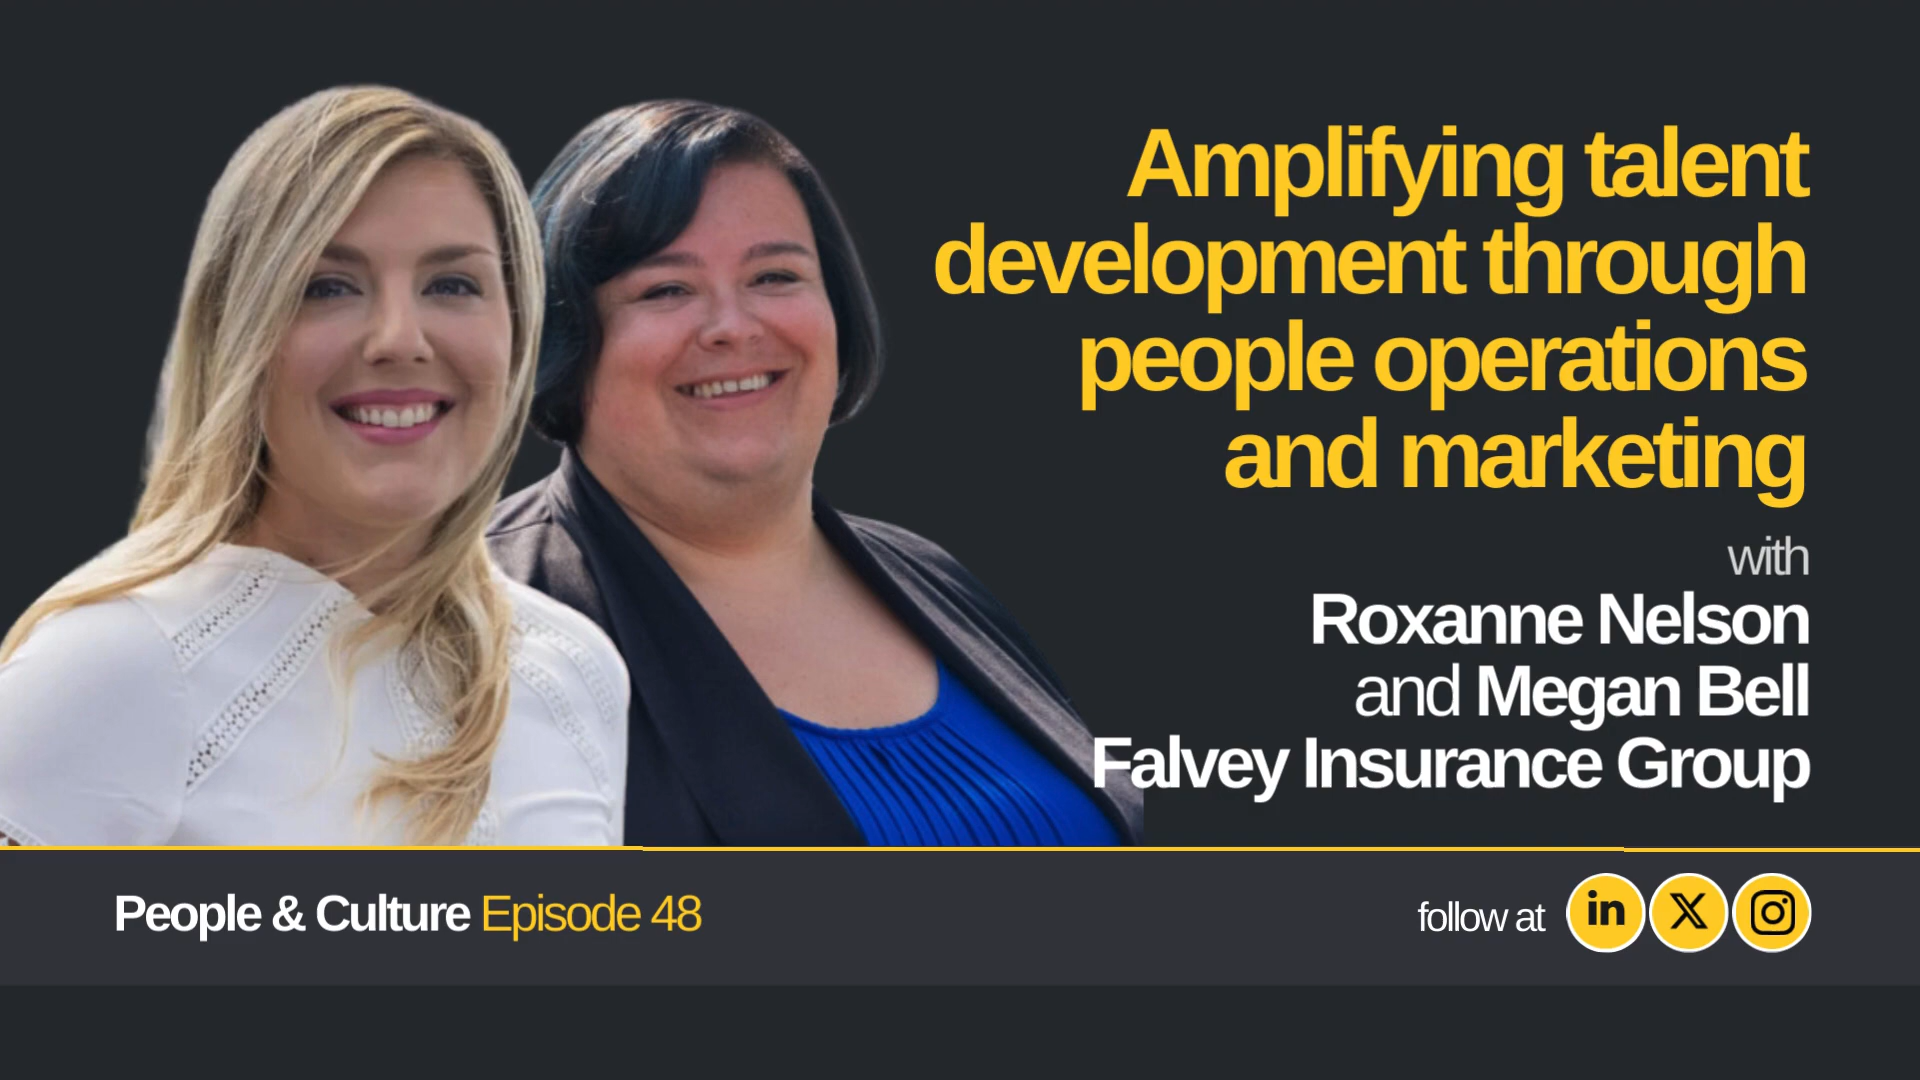 Amplifying talent
development through
people operations
and marketing
with
Roxanne Nelson
and Megan Bell
Falvey Insurance Group
People & Culture Episode 48
follow at
in